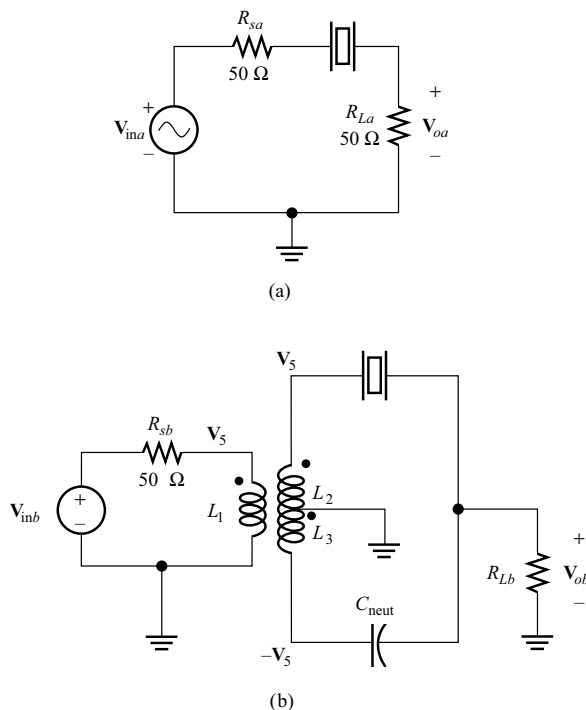 R_sa
50 Ω
+
V_ina
–
R_La
50 Ω
+
V_oa
–
(a)
V_5
R_sb
50 Ω
V_5
V_inb
+
–
L_1
L_2
L_3
C_neut
–V_5
R_Lb
+
V_ob
–
(b)